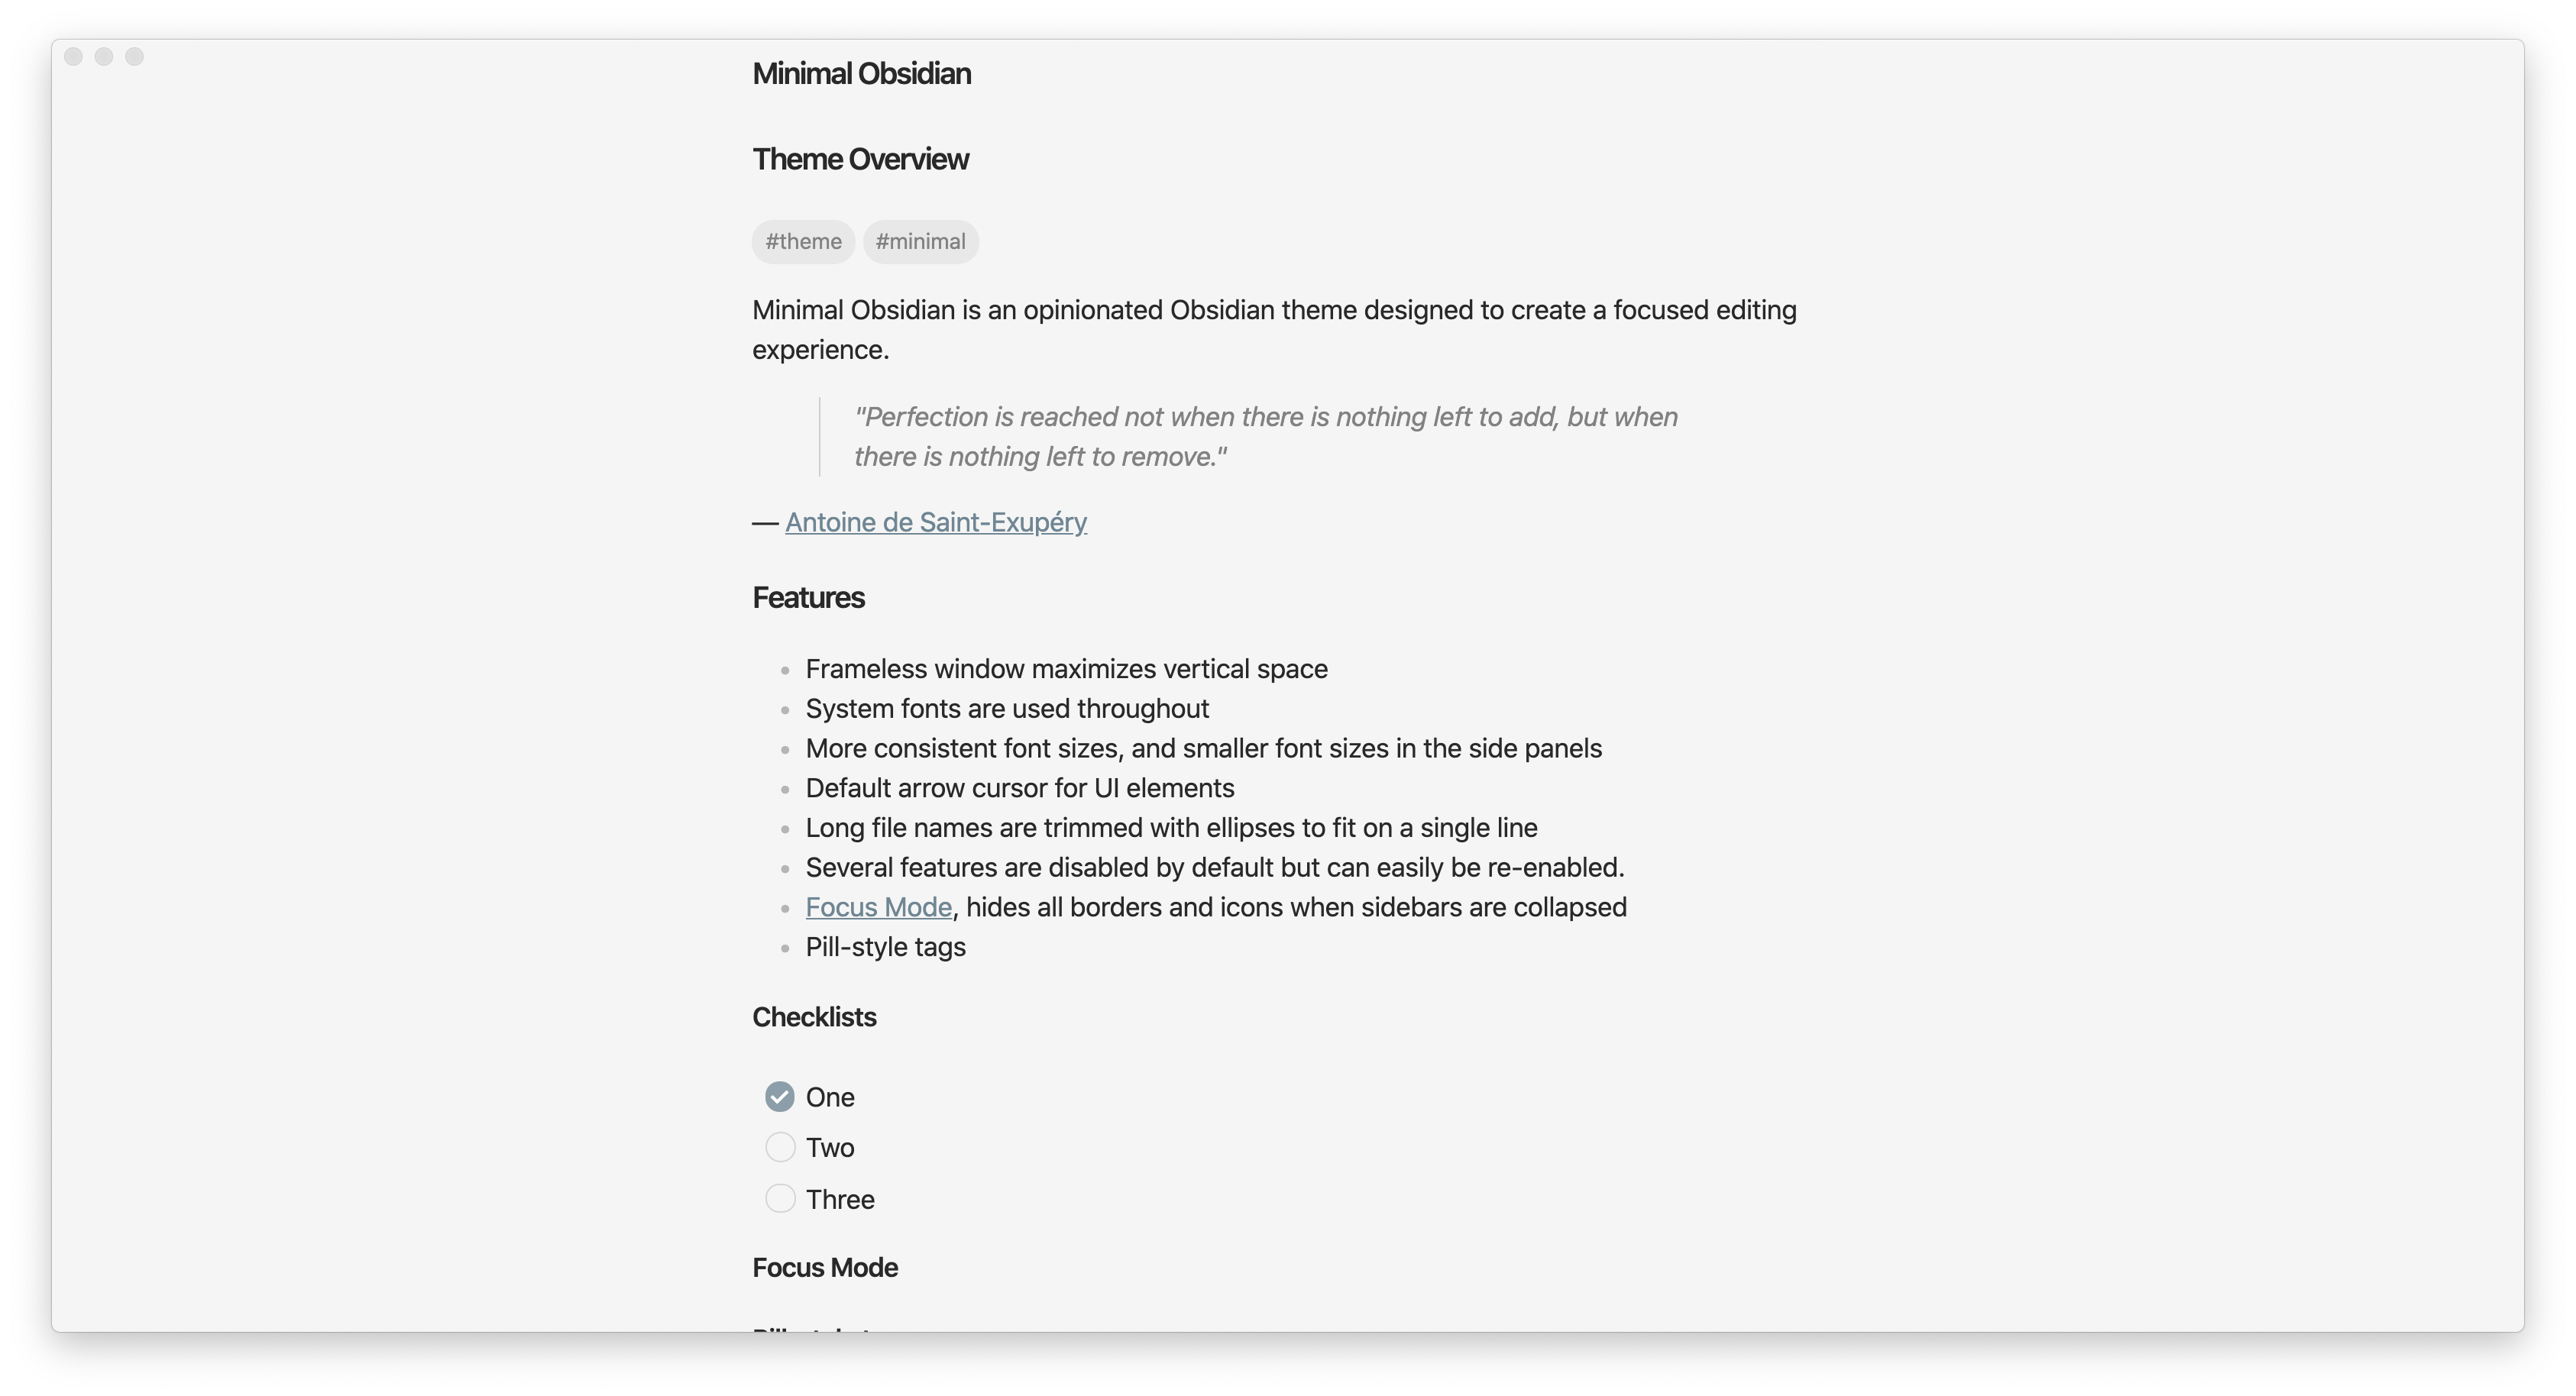 Minimal Obsidian
Theme Overview
#theme #minimal
Minimal Obsidian is an opinionated Obsidian theme designed to create a focused editing
experience.
"Perfection is reached not when there is nothing left to add, but when
there is nothing left to remove."
— Antoine de Saint-Exupéry
Features
Frameless window maximizes vertical space
System fonts are used throughout
More consistent font sizes, and smaller font sizes in the side panels
Default arrow cursor for UI elements
Long file names are trimmed with ellipses to fit on a single line
Several features are disabled by default but can easily be re-enabled.
Focus Mode, hides all borders and icons when sidebars are collapsed
Pill-style tags
Checklists
One
Two
Three
Focus Mode